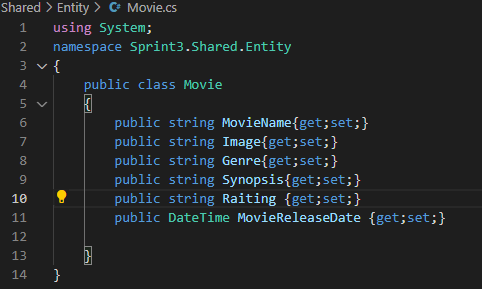 Shared > Entity > Movie.cs
1 using System;
2 namespace Sprint3.Shared.Entity
3 {
4 public class Movie
5 {
6 public string MovieName{get;set;}
7 public string Image{get;set;}
8 public string Genre{get;set;}
9 public string Synopsis{get;set;}
10 public string Raiting {get;set;}
11 public DateTime MovieReleaseDate {get;set;}
12
13 }
14 }